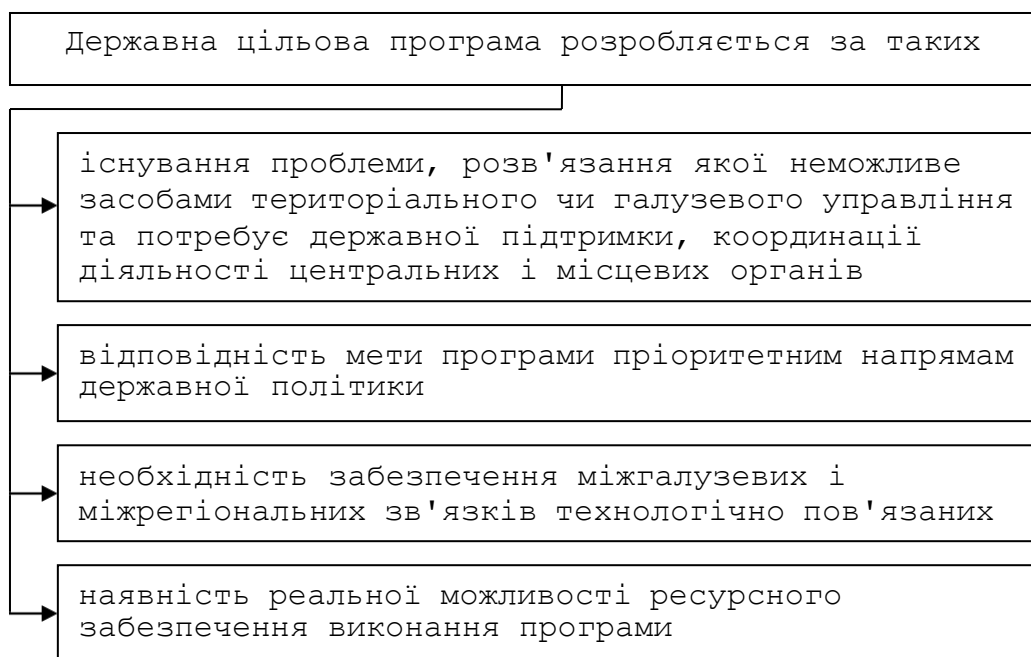 Державна цільова програма розробляється за таких
існування проблеми, розв'язання якої неможливе
засобами територіального чи галузевого управління
та потребує державної підтримки, координації
діяльності центральних і місцевих органів
відповідність мети програми пріоритетним напрямам
державної політики
необхідність забезпечення міжгалузевих і
міжрегіональних зв'язків технологічно пов'язаних
наявність реальної можливості ресурсного
забезпечення виконання програми